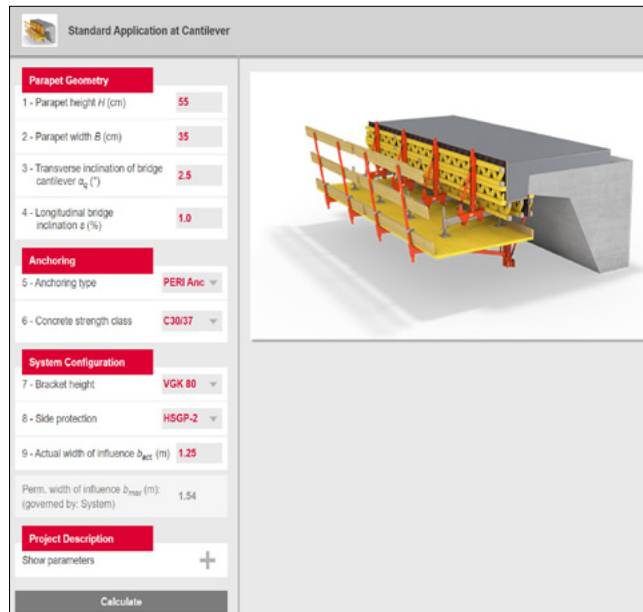 Standard Application at Cantilever
Parapet Geometry
1 - Parapet height H (cm) 55
2 - Parapet width B (cm) 35
3 - Transverse inclination of bridge
cantilever αq (°) 2.5
4 - Longitudinal bridge
inclination s (%) 1.0
Anchoring
5 - Anchoring type PERI Anc
6 - Concrete strength class C30/37
System Configuration
7 - Bracket height VGK 80
8 - Side protection HSGP-2
9 - Actual width of influence bact (m) 1.25
Perm. width of influence bmax (m): 1.54
(governed by: System)
Project Description
Show parameters
Calculate